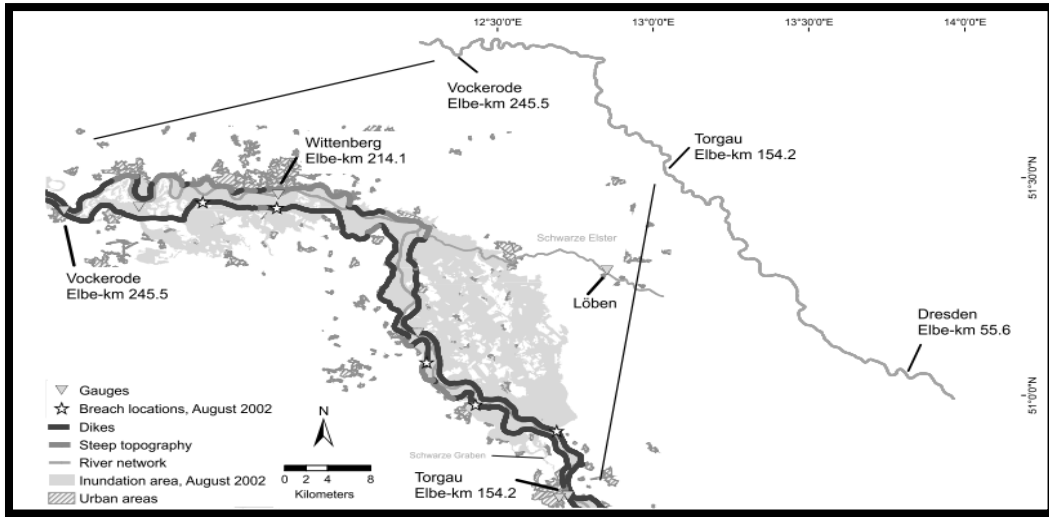 12°30'0"E
13°0'0"E
13°30'0"E
14°0'0"E
Vockerode
Elbe-km 245.5
Wittenberg
Elbe-km 214.1
Torgau
Elbe-km 154.2
51°30'0"N
Schwarze Elster
Vockerode
Elbe-km 245.5
Löben
Dresden
Elbe-km 55.6
51°0'0"N
Gauges
Breach locations, August 2002
Dikes
Steep topography
River network
Inundation area, August 2002
Urban areas
N
0 2 4 8
Kilometers
Schwarze Graben
Torgau
Elbe-km 154.2